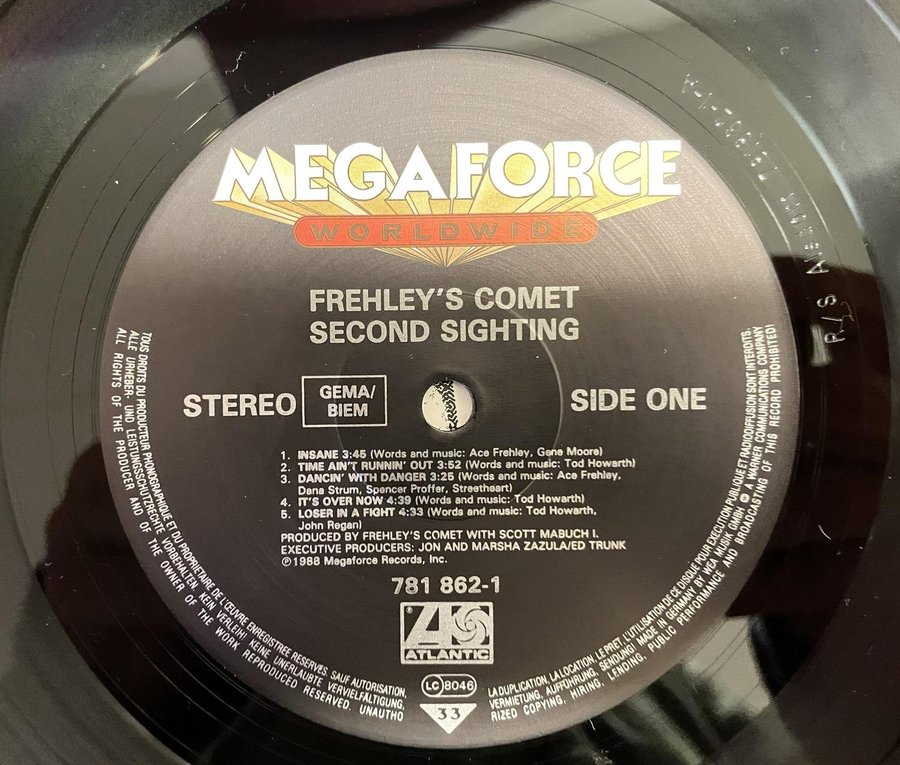 MEGAFORCE
WORLDWIDE
FREHLEY'S COMET
SECOND SIGHTING
STEREO
GEMA/
BIEM
SIDE ONE
1. INSANE 3:45 (Words and music: Ace Frehley, Gene Moore)
2. TIME AIN'T RUNNIN' OUT 3:52 (Words and music: Tod Howarth)
3. DANCIN' WITH DANGER 3:25 (Words and music: Ace Frehley,
Dana Strum, Spencer Proffer, Streetheart)
4. IT'S OVER NOW 4:39 (Words and music: Tod Howarth)
5. LOSER IN A FIGHT 4:33 (Words and music: Tod Howarth,
John Regan)
PRODUCED BY FREHLEY'S COMET WITH SCOTT MABUCHI.
EXECUTIVE PRODUCERS: JON AND MARSHA ZAZULA/ED TRUNK
℗1988 Megaforce Records, Inc.
781 862-1
ATLANTIC
LC 8046
33
TOUS DROITS DU PRODUCTEUR PHONOGRAPHIQUE ET DU PROPRIETAIRE DE L'ŒUVRE ENREGISTREE RESERVES. SAUF AUTORISATION,
LA DUPLICATION, LA LOCATION, LE PRET, L'UTILISATION DE CE DISQUE POUR EXECUTION PUBLIQUE ET RADIODIFFUSION SONT INTERDITS.
ALLE URHEBER- UND LEISTUNGSSCHUTZRECHTE VORBEHALTEN. KEIN VERLEIH! KEINE UNERLAUBTE VERVIELFÄLTIGUNG,
VERMIETUNG, AUFFÜHRUNG, SENDUNG! MADE IN GERMANY BY WEA MUSIK GMBH A WARNER COMMUNICATIONS COMPANY
ALL RIGHTS OF THE PRODUCER AND OF THE OWNER OF THE WORK REPRODUCED RESERVED. UNAUTHO
RIZED COPYING, HIRING, LENDING, PUBLIC PERFORMANCE AND BROADCASTING OF THIS RECORD PROHIBITED!
R/S Alsdorf